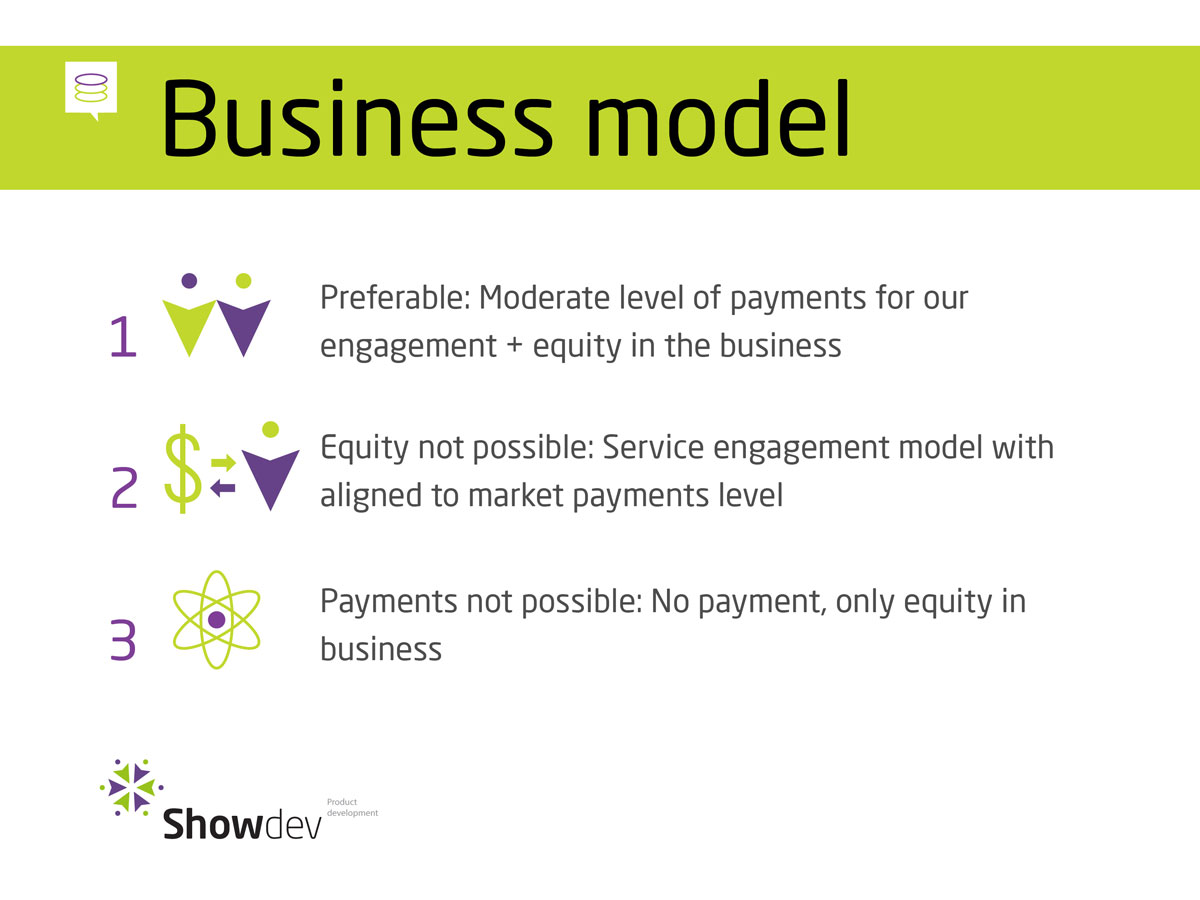 Business model
1
Preferable: Moderate level of payments for our
engagement + equity in the business
2
$
Equity not possible: Service engagement model with
aligned to market payments level
3
Payments not possible: No payment, only equity in
business
Showdev
Product
development